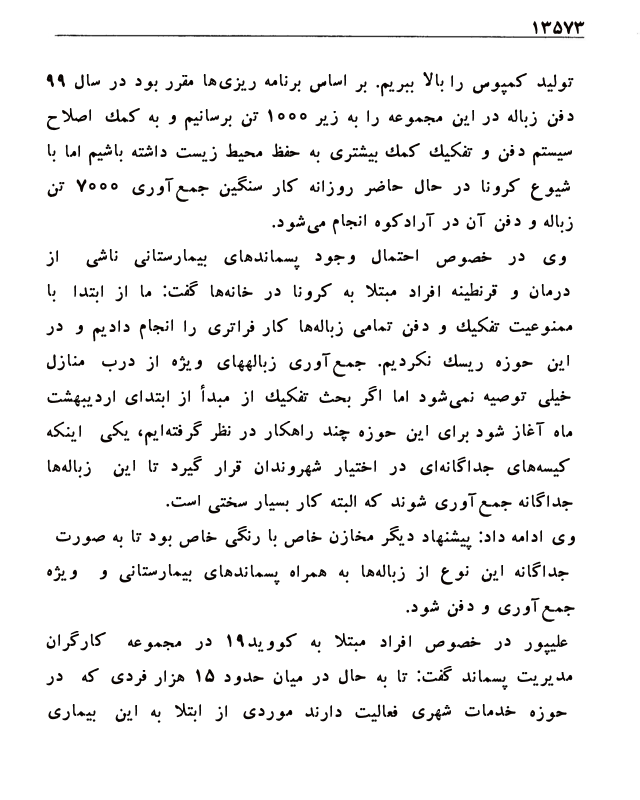 ۱۳۵۷۳
تولید کمپوس را بالا ببریم. بر اساس برنامه ریزی‌ها مقرر بود در سال ۹۹
دفن زباله در این مجموعه را به زیر ۱۰۰۰ تن برسانیم و به کمك اصلاح
سیستم دفن و تفکیك کمك بیشتری به حفظ محیط زیست داشته باشیم اما با
شیوع کرونا در حال حاضر روزانه کار سنگین جمع‌آوری ۷۰۰۰ تن
زباله و دفن آن در آرادکوه انجام می‌شود.
وی در خصوص احتمال وجود پسماندهای بیمارستانی ناشی از
درمان و قرنطینه افراد مبتلا به کرونا در خانه‌ها گفت: ما از ابتدا با
ممنوعیت تفکیك و دفن تمامی زباله‌ها کار فراتری را انجام دادیم و در
این حوزه ریسك نکردیم. جمع‌آوری زبالههای ویژه از درب منازل
خیلی توصیه نمی‌شود اما اگر بحث تفکیك از مبدأ از ابتدای اردیبهشت
ماه آغاز شود برای این حوزه چند راهکار در نظر گرفته‌ایم، یکی اینکه
کیسه‌های جداگانه‌ای در اختیار شهروندان قرار گیرد تا این زباله‌ها
جداگانه جمع‌آوری شوند که البته کار بسیار سختی است.
وی ادامه داد: پیشنهاد دیگر مخازن خاص با رنگی خاص بود تا به صورت
جداگانه این نوع از زباله‌ها به همراه پسماندهای بیمارستانی و ویژه
جمع‌آوری و دفن شود.
علیپور در خصوص افراد مبتلا به کووید۱۹ در مجموعه کارگران
مدیریت پسماند گفت: تا به حال در میان حدود ۱۵ هزار فردی که در
حوزه خدمات شهری فعالیت دارند موردی از ابتلا به این بیماری